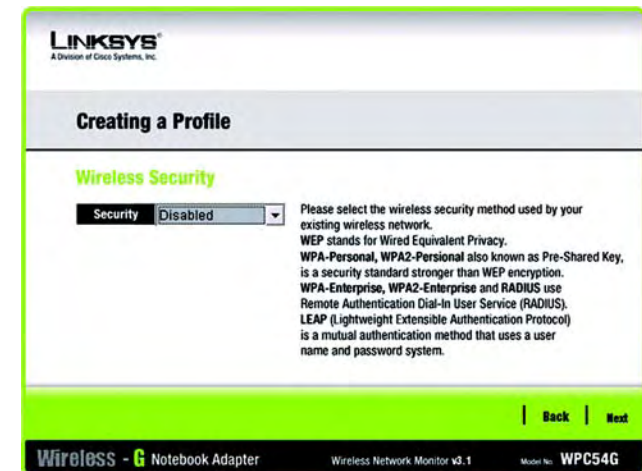 LINKSYS®
A Division of Cisco Systems, Inc.
Creating a Profile
Wireless Security
Security Disabled
Please select the wireless security method used by your
existing wireless network.
WEP stands for Wired Equivalent Privacy.
WPA-Personal, WPA2-Persional also known as Pre-Shared Key,
is a security standard stronger than WEP encryption.
WPA-Enterprise, WPA2-Enterprise and RADIUS use
Remote Authentication Dial-In User Service (RADIUS).
LEAP (Lightweight Extensible Authentication Protocol)
is a mutual authentication method that uses a user
name and password system.
Back Next
Wireless - G Notebook Adapter Wireless Network Monitor v3.1 Model No. WPC54G